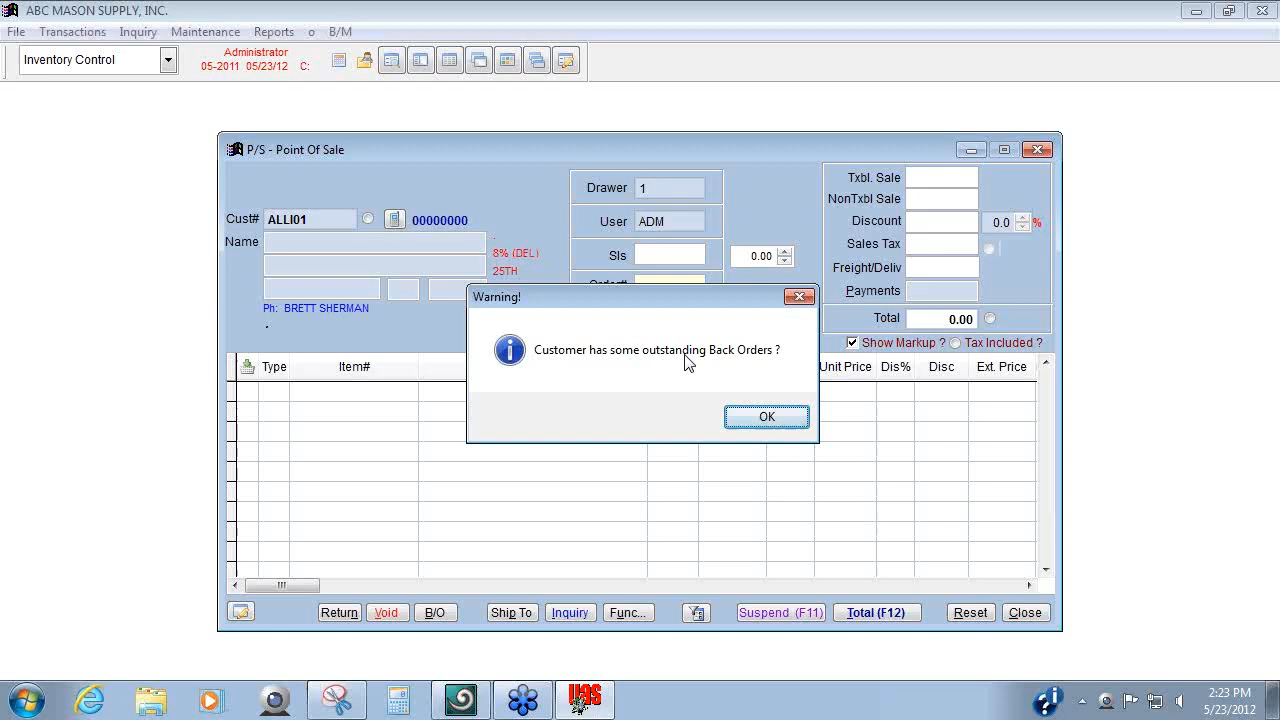 ABC MASON SUPPLY, INC.
File Transactions Inquiry Maintenance Reports o B/M
Inventory Control
Administrator
05-2011 05/23/12 C:
P/S - Point Of Sale
Cust# ALLI01 00000000
Name
8% (DEL)
25TH
Ph: BRETT SHERMAN
Drawer 1
User ADM
Sls 0.00
Txbl. Sale
NonTxbl Sale
Discount 0.0 %
Sales Tax
Freight/Deliv
Payments
Total 0.00
Show Markup ? Tax Included ?
Warning!
Customer has some outstanding Back Orders ?
OK
Type Item# Unit Price Dis% Disc Ext. Price
Return Void B/O Ship To Inquiry Func... Suspend (F11) Total (F12) Reset Close
2:23 PM
5/23/2012